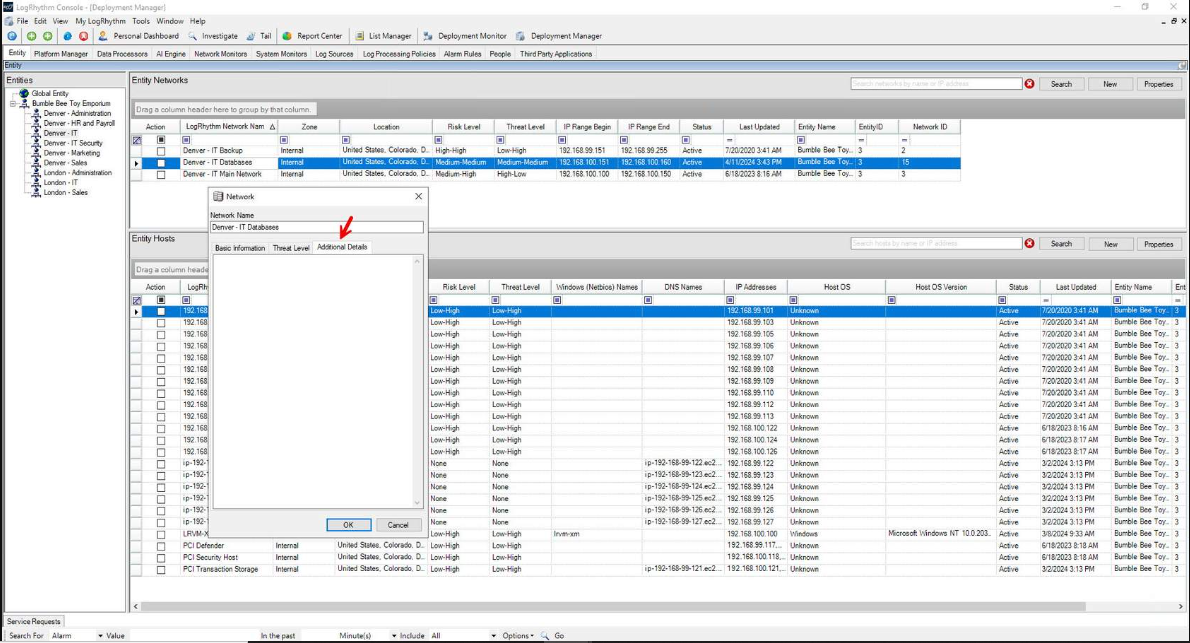 LogRhythm Console - [Deployment Manager]
File Edit View My LogRhythm Tools Window Help
Personal Dashboard Investigate Tail Report Center List Manager Deployment Monitor Deployment Manager
Entity Platform Manager Data Processors AI Engine Network Monitors System Monitors Log Sources Log Processing Policies Alarm Rules People Third Party Applications
Entity
Entities
Global Entity
Bumble Bee Toy Emporium
Denver - Administration
Denver - HR and Payroll
Denver - IT
Denver - IT Security
Denver - Marketing
Denver - Sales
London - Administration
London - IT
London - Sales
Entity Networks
Search networks by name or IP address Search New Properties
Drag a column header here to group by that column.
Action LogRhythm Network Nam Zone Location Risk Level Threat Level IP Range Begin IP Range End Status Last Updated Entity Name EntityID Network ID
Denver - IT Backup Internal United States, Colorado, D... High-High Low-High 192.168.99.151 192.168.99.255 Active 7/20/2020 3:41 AM Bumble Bee Toy... 3 2
Denver - IT Databases Internal United States, Colorado, D... Medium-Medium Medium-Medium 192.168.100.151 192.168.100.160 Active 4/11/2024 3:43 PM Bumble Bee Toy... 3 15
Denver - IT Main Network Internal United States, Colorado, D... Medium-High High-Low 192.168.100.100 192.168.100.150 Active 6/18/2023 8:16 AM Bumble Bee Toy... 3 3
Network
Network Name
Denver - IT Databases
Basic Information Threat Level Additional Details
OK Cancel
Entity Hosts
Search hosts by name or IP address Search New Properties
Drag a column heade
Action LogRh Risk Level Threat Level Windows (Netbios) Names DNS Names IP Addresses Host OS Host OS Version Status Last Updated Entity Name Ent
192.168 Low-High Low-High 192.168.99.101 Unknown Active 7/20/2020 3:41 AM Bumble Bee Toy... 3
192.168 Low-High Low-High 192.168.99.103 Unknown Active 7/20/2020 3:41 AM Bumble Bee Toy... 3
192.168 Low-High Low-High 192.168.99.105 Unknown Active 7/20/2020 3:41 AM Bumble Bee Toy... 3
192.168 Low-High Low-High 192.168.99.106 Unknown Active 7/20/2020 3:41 AM Bumble Bee Toy... 3
192.168 Low-High Low-High 192.168.99.107 Unknown Active 7/20/2020 3:41 AM Bumble Bee Toy... 3
192.168 Low-High Low-High 192.168.99.108 Unknown Active 7/20/2020 3:41 AM Bumble Bee Toy... 3
192.168 Low-High Low-High 192.168.99.109 Unknown Active 7/20/2020 3:41 AM Bumble Bee Toy... 3
192.168 Low-High Low-High 192.168.99.110 Unknown Active 7/20/2020 3:41 AM Bumble Bee Toy... 3
192.168 Low-High Low-High 192.168.99.112 Unknown Active 7/20/2020 3:41 AM Bumble Bee Toy... 3
192.168 Low-High Low-High 192.168.99.113 Unknown Active 7/20/2020 3:41 AM Bumble Bee Toy... 3
192.168 Low-High Low-High 192.168.100.122 Unknown Active 6/18/2023 8:16 AM Bumble Bee Toy... 3
192.168 Low-High Low-High 192.168.100.124 Unknown Active 6/18/2023 8:17 AM Bumble Bee Toy... 3
192.168 Low-High Low-High 192.168.100.126 Unknown Active 6/18/2023 8:17 AM Bumble Bee Toy... 3
ip-192-1 None None ip-192-168-99-122.ec2... 192.168.99.122 Unknown Active 3/2/2024 3:13 PM Bumble Bee Toy... 3
ip-192-1 None None ip-192-168-99-123.ec2... 192.168.99.123 Unknown Active 3/2/2024 3:13 PM Bumble Bee Toy... 3
ip-192-1 None None ip-192-168-99-124.ec2... 192.168.99.124 Unknown Active 3/2/2024 3:13 PM Bumble Bee Toy... 3
ip-192-1 None None ip-192-168-99-125.ec2... 192.168.99.125 Unknown Active 3/2/2024 3:13 PM Bumble Bee Toy... 3
ip-192-1 None None ip-192-168-99-126.ec2... 192.168.99.126 Unknown Active 3/2/2024 3:13 PM Bumble Bee Toy... 3
ip-192-1 None None ip-192-168-99-127.ec2... 192.168.99.127 Unknown Active 3/2/2024 3:13 PM Bumble Bee Toy... 3
LRVM-X Low-High Low-High lrvm-xm 192.168.100.100 Windows Microsoft Windows NT 10.0.203... Active 3/8/2024 9:33 AM Bumble Bee Toy... 3
PCI Defender Internal United States, Colorado, D... Low-High Low-High 192.168.99.117,... Unknown Active 6/18/2023 8:18 AM Bumble Bee Toy... 3
PCI Security Host Internal United States, Colorado, D... Low-High Low-High 192.168.100.118,... Unknown Active 6/18/2023 8:18 AM Bumble Bee Toy... 3
PCI Transaction Storage Internal United States, Colorado, D... Low-High Low-High ip-192-168-99-121.ec2... 192.168.100.121,... Unknown Active 3/2/2024 3:13 PM Bumble Bee Toy... 3
Service Requests
Search For Alarm Value In the past Minute(s) Include All Options Go